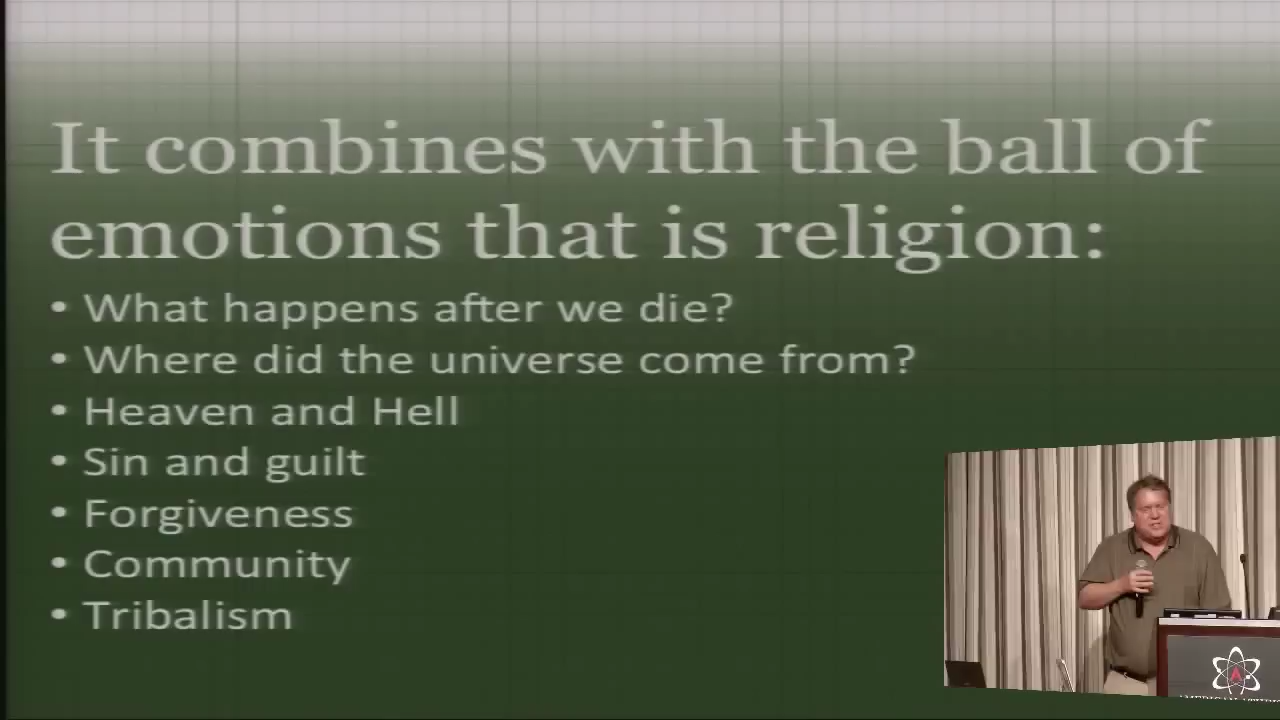 It combines with the ball of
emotions that is religion:
• What happens after we die?
• Where did the universe come from?
• Heaven and Hell
• Sin and guilt
• Forgiveness
• Community
• Tribalism